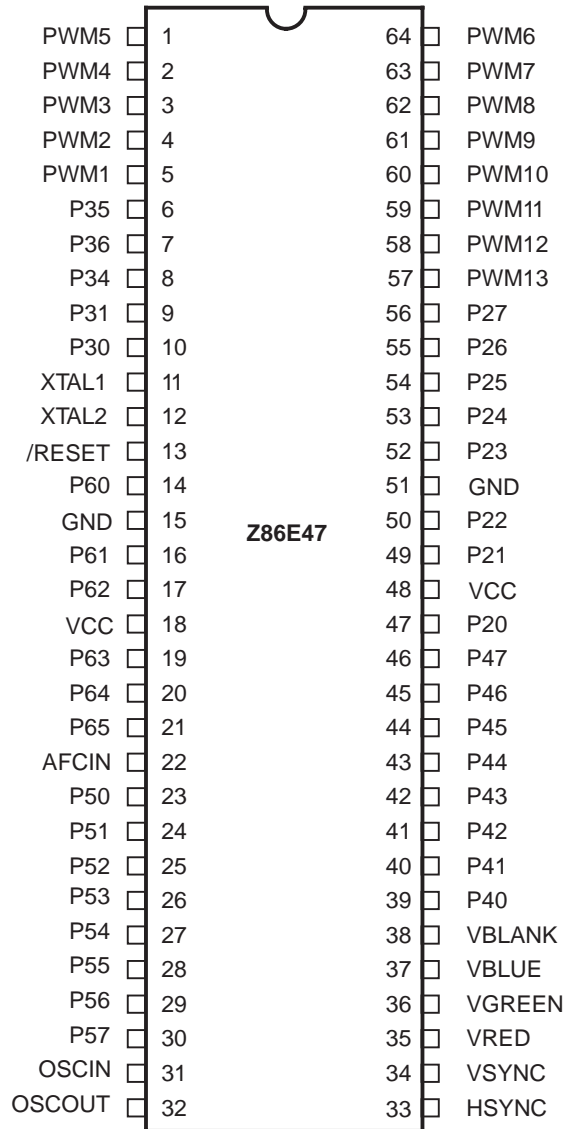 PWM5 1 64 PWM6
PWM4 2 63 PWM7
PWM3 3 62 PWM8
PWM2 4 61 PWM9
PWM1 5 60 PWM10
P35 6 59 PWM11
P36 7 58 PWM12
P34 8 57 PWM13
P31 9 56 P27
P30 10 55 P26
XTAL1 11 54 P25
XTAL2 12 53 P24
/RESET 13 52 P23
P60 14 51 GND
GND 15 Z86E47 50 P22
P61 16 49 P21
P62 17 48 VCC
VCC 18 47 P20
P63 19 46 P47
P64 20 45 P46
P65 21 44 P45
AFCIN 22 43 P44
P50 23 42 P43
P51 24 41 P42
P52 25 40 P41
P53 26 39 P40
P54 27 38 VBLANK
P55 28 37 VBLUE
P56 29 36 VGREEN
P57 30 35 VRED
OSCIN 31 34 VSYNC
OSCOUT 32 33 HSYNC